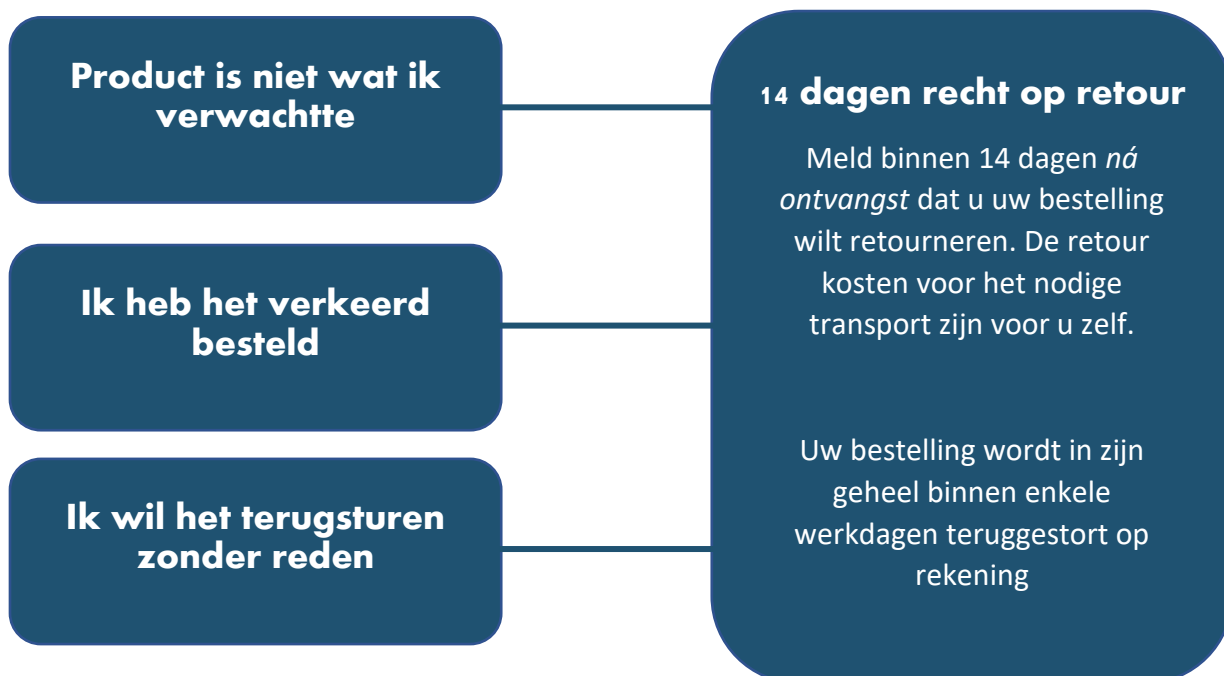 Product is niet wat ik
verwachtte
Ik heb het verkeerd
besteld
Ik wil het terugsturen
zonder reden
14 dagen recht op retour
Meld binnen 14 dagen ná
ontvangst dat u uw bestelling
wilt retourneren. De retour
kosten voor het nodige
transport zijn voor u zelf.
Uw bestelling wordt in zijn
geheel binnen enkele
werkdagen teruggestort op
rekening